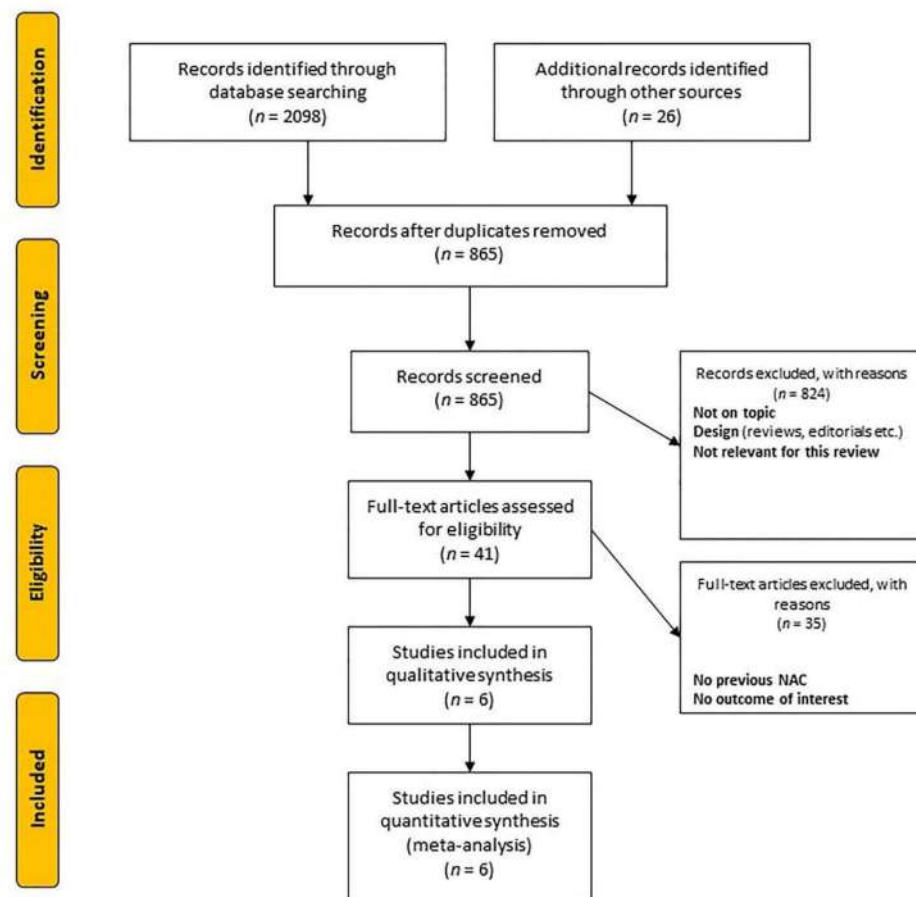 Identification
Records identified through
database searching
(n = 2098)
Additional records identified
through other sources
(n = 26)
Records after duplicates removed
(n = 865)
Screening
Records screened
(n = 865)
Records excluded, with reasons
(n = 824)
Not on topic
Design (reviews, editorials etc.)
Not relevant for this review
Eligibility
Full-text articles assessed
for eligibility
(n = 41)
Full-text articles excluded, with
reasons
(n = 35)
No previous NAC
No outcome of interest
Studies included in
qualitative synthesis
(n = 6)
Included
Studies included in
quantitative synthesis
(meta-analysis)
(n = 6)